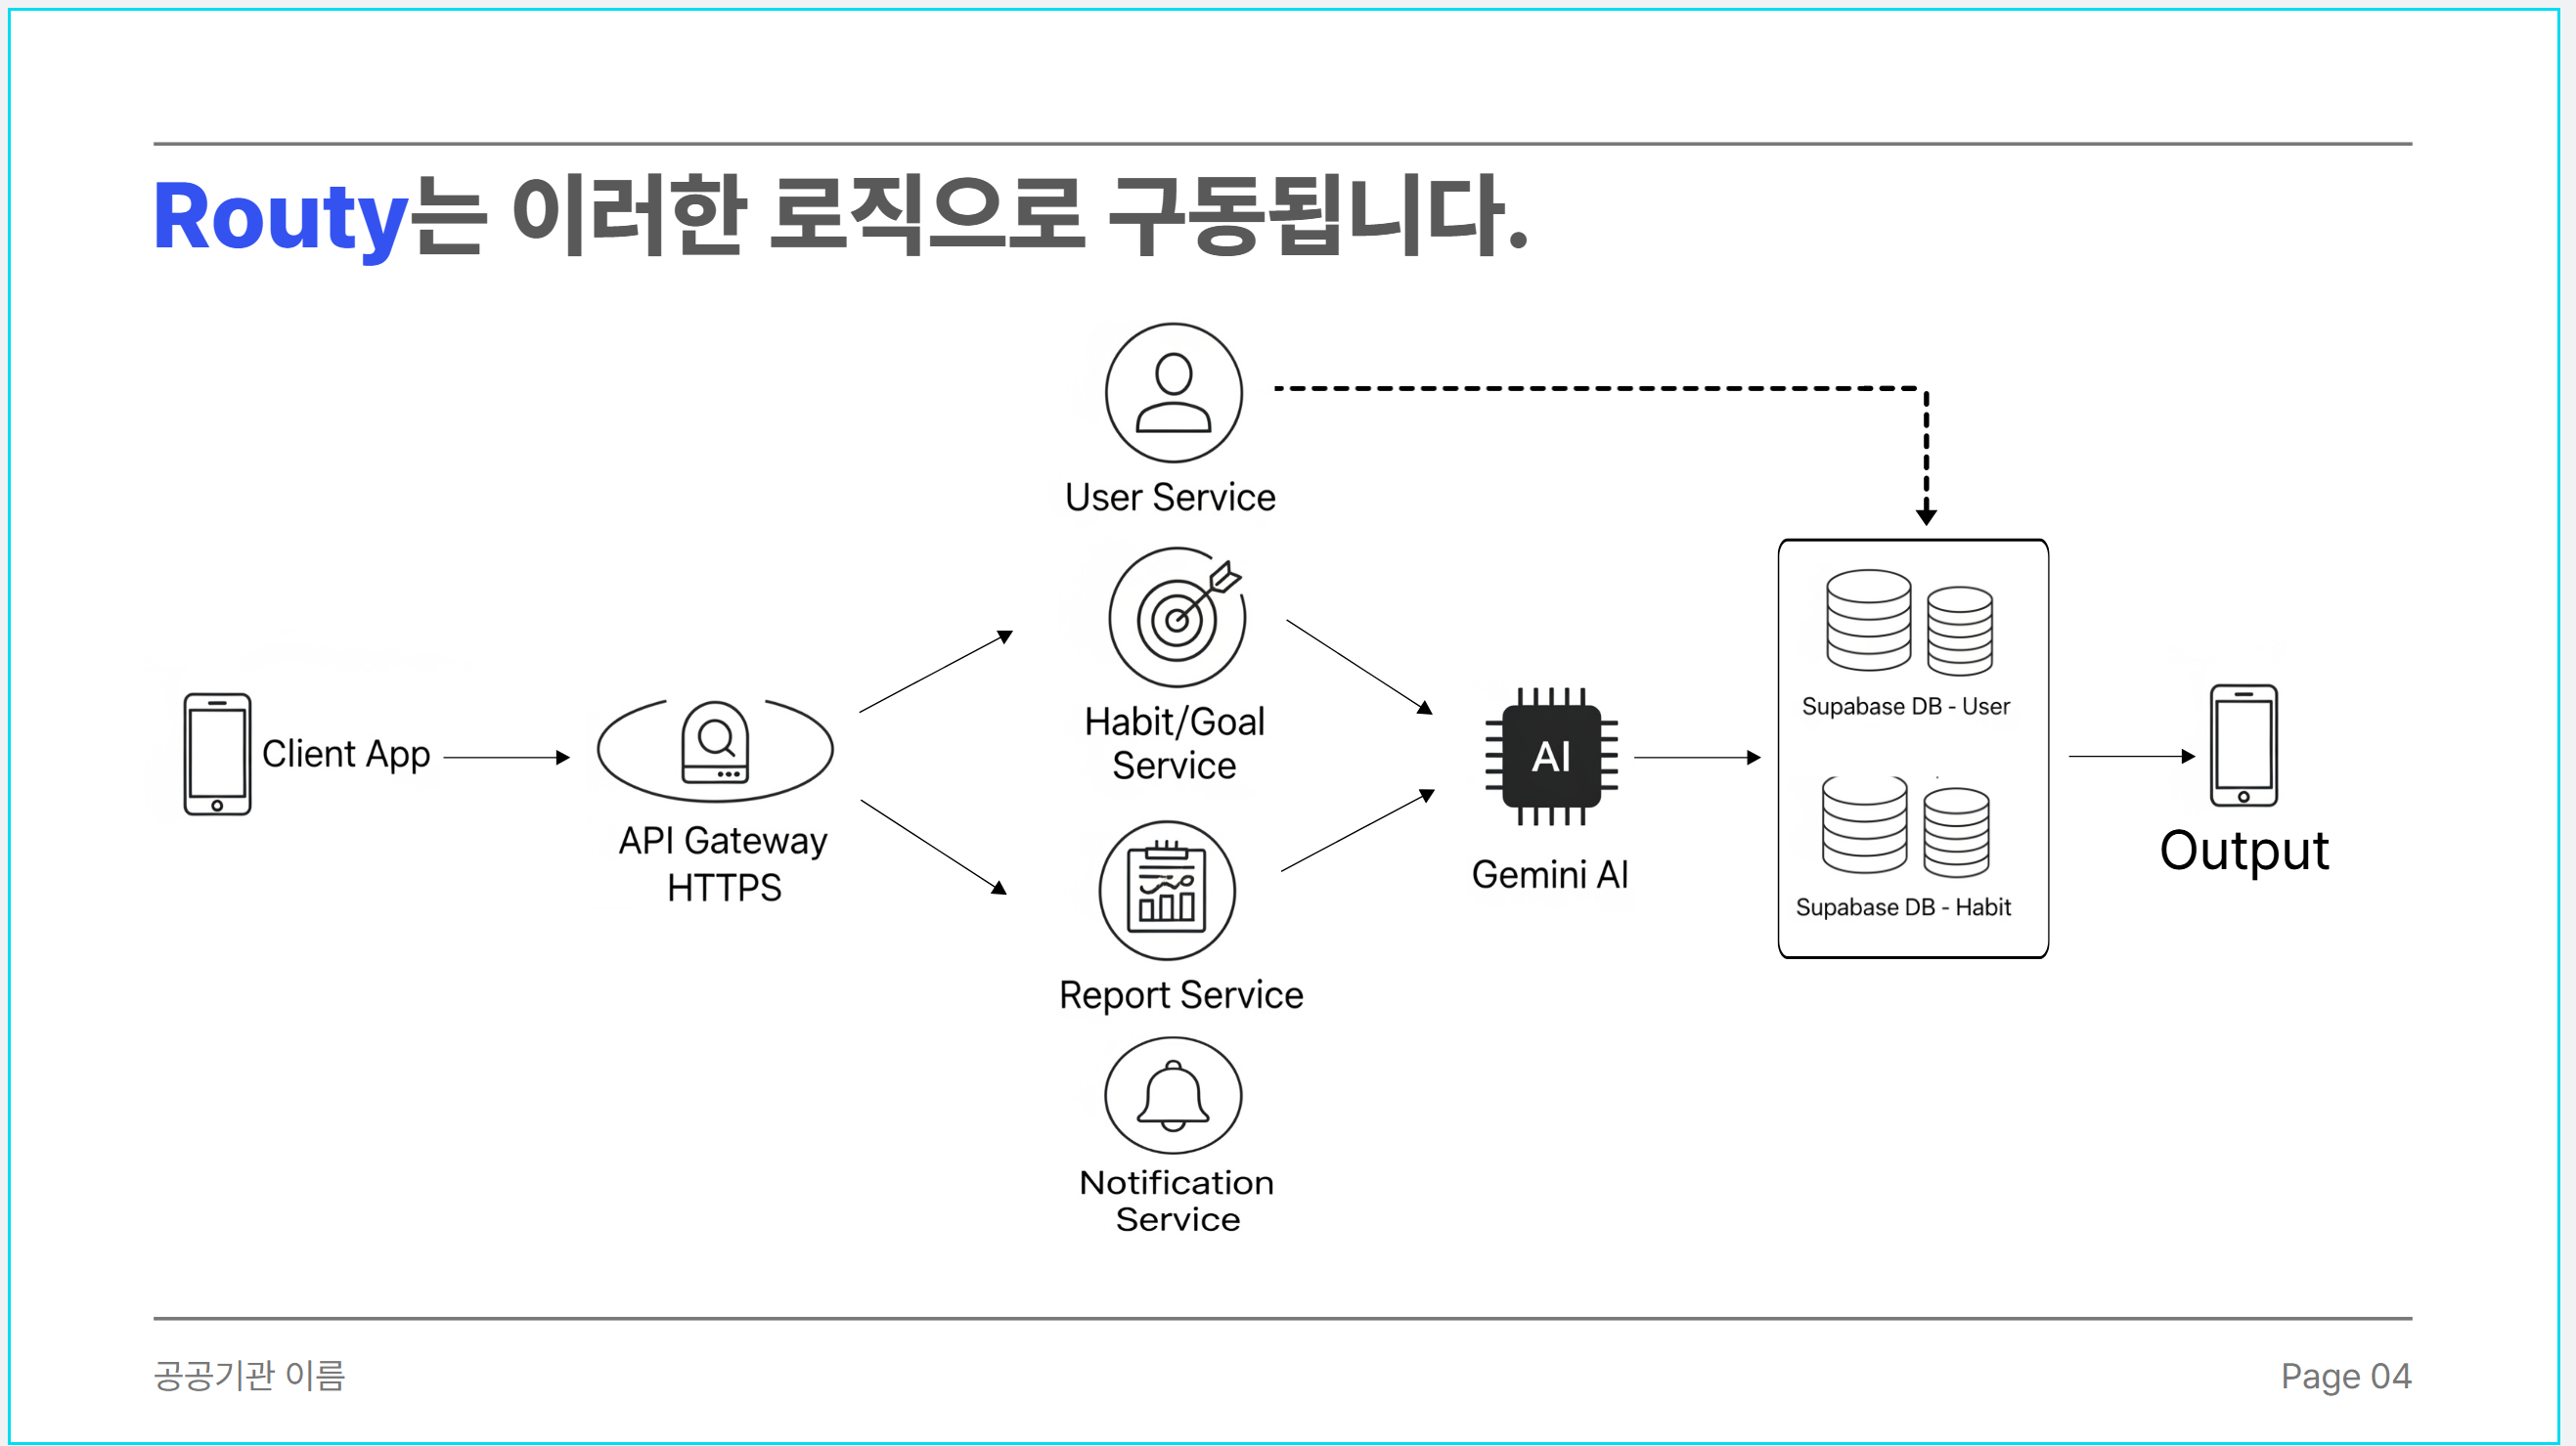 Routy는 이러한 로직으로 구동됩니다.
User Service
Habit/Goal
Service
Client App
API Gateway
HTTPS
Report Service
Notification
Service
AI
Gemini AI
Supabase DB - User
Supabase DB - Habit
Output
공공기관 이름
Page 04